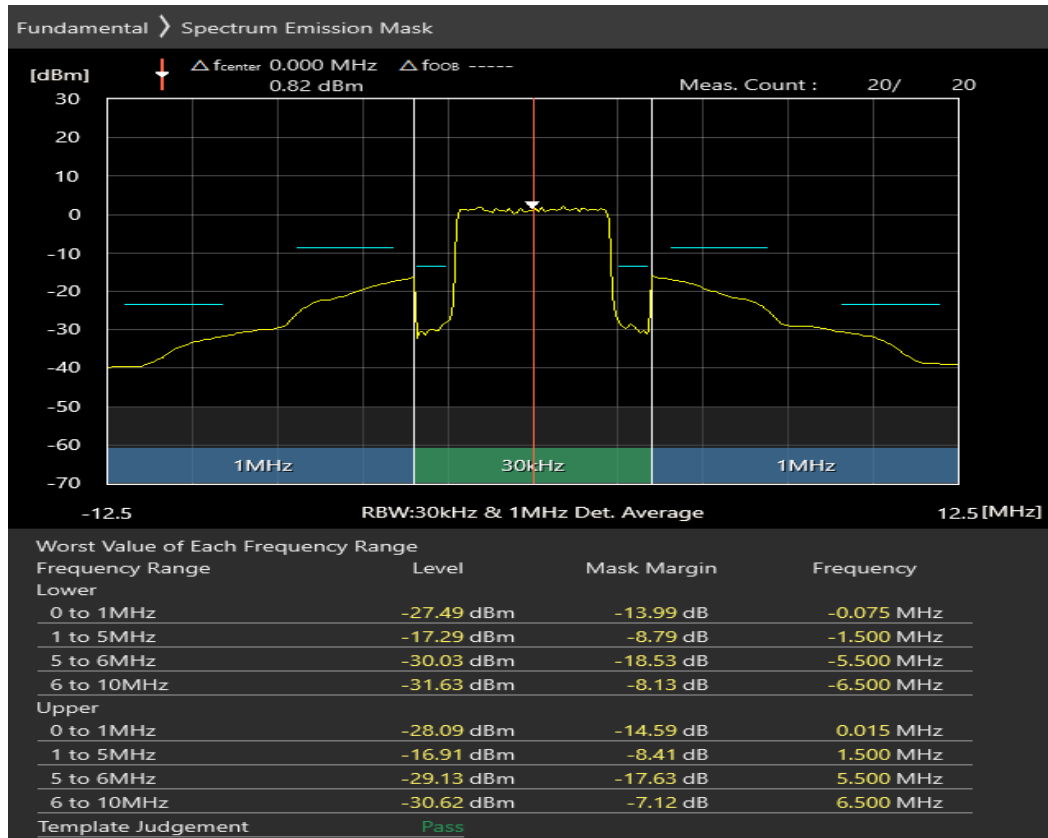 Fundamental ❭ Spectrum Emission Mask
[dBm] △ fcenter 0.000 MHz △ fOOB -----
0.82 dBm Meas. Count : 20/ 20
30
20
10
0
-10
-20
-30
-40
-50
-60
1MHz 30kHz 1MHz
-70
-12.5 RBW:30kHz & 1MHz Det. Average 12.5 [MHz]
Worst Value of Each Frequency Range
Frequency Range Level Mask Margin Frequency
Lower
0 to 1MHz -27.49 dBm -13.99 dB -0.075 MHz
1 to 5MHz -17.29 dBm -8.79 dB -1.500 MHz
5 to 6MHz -30.03 dBm -18.53 dB -5.500 MHz
6 to 10MHz -31.63 dBm -8.13 dB -6.500 MHz
Upper
0 to 1MHz -28.09 dBm -14.59 dB 0.015 MHz
1 to 5MHz -16.91 dBm -8.41 dB 1.500 MHz
5 to 6MHz -29.13 dBm -17.63 dB 5.500 MHz
6 to 10MHz -30.62 dBm -7.12 dB 6.500 MHz
Template Judgement Pass